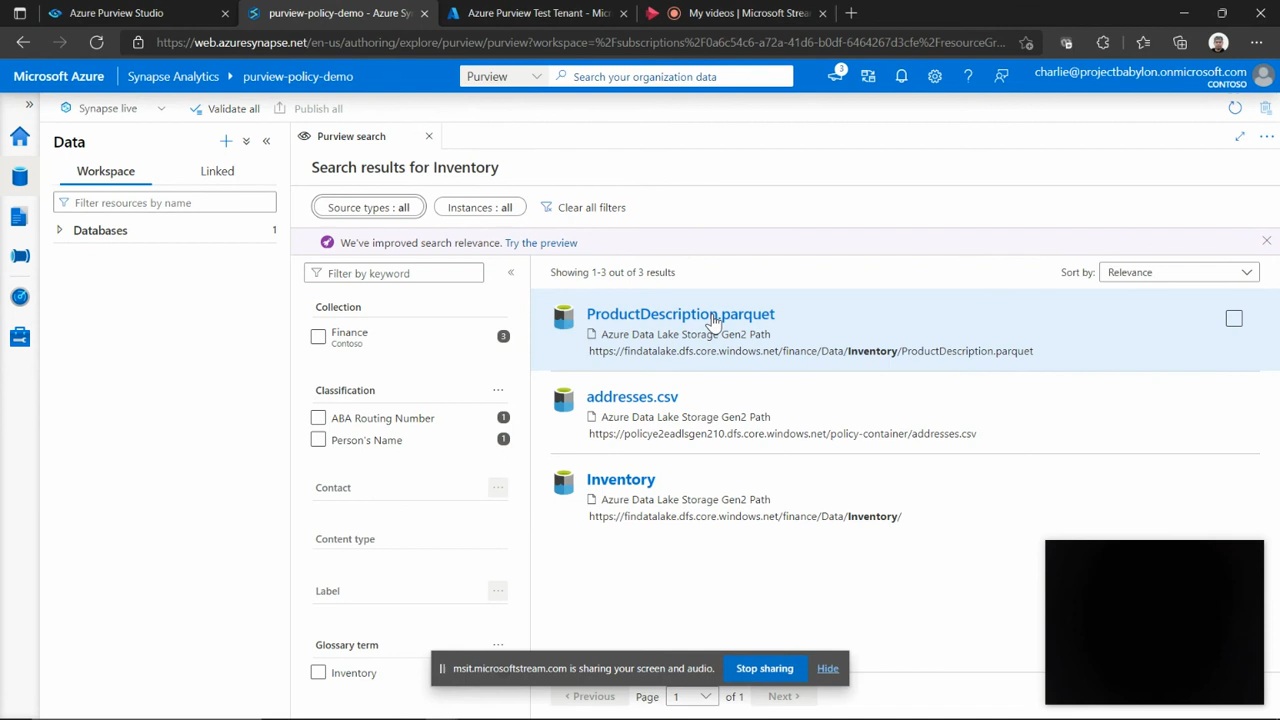 Azure Purview Studio
purview-policy-demo - Azure Sy
Azure Purview Test Tenant - Mic
My videos | Microsoft Stream
https://web.azuresynapse.net/en-us/authoring/explore/purview/purview?workspace=%2Fsubscriptions%2F0a6c54c6-a72a-41d6-b0df-6464267d3cfe%2FresourceGr...
Microsoft Azure
Synapse Analytics
purview-policy-demo
Purview
Search your organization data
3
charlie@projectbabylon.onmicrosoft.com
CONTOSO
Synapse live
Validate all
Publish all
Data
Workspace
Linked
Filter resources by name
Databases
1
Purview search
Search results for Inventory
Source types : all
Instances : all
Clear all filters
We've improved search relevance. Try the preview
Filter by keyword
Collection
Finance
Contoso
3
Classification
ABA Routing Number
1
Person's Name
1
Contact
Content type
Label
Glossary term
Inventory
Showing 1-3 out of 3 results
Sort by:
Relevance
ProductDescription.parquet
Azure Data Lake Storage Gen2 Path
https://findatalake.dfs.core.windows.net/finance/Data/Inventory/ProductDescription.parquet
addresses.csv
Azure Data Lake Storage Gen2 Path
https://policye2eadlsgen210.dfs.core.windows.net/policy-container/addresses.csv
Inventory
Azure Data Lake Storage Gen2 Path
https://findatalake.dfs.core.windows.net/finance/Data/Inventory/
msit.microsoftstream.com is sharing your screen and audio.
Stop sharing
Hide
< Previous
Page
1
of 1
Next >